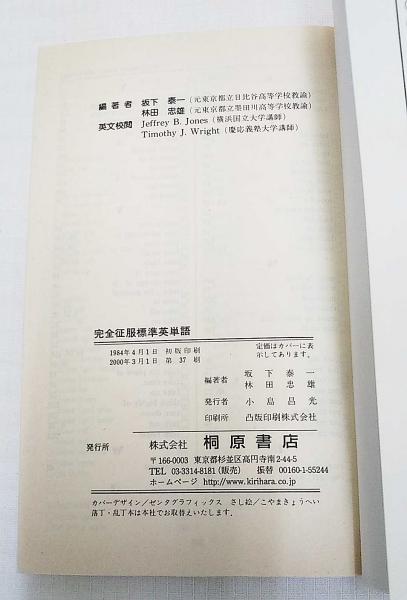 編著者 坂下 泰一(元東京都立日比谷高等学校教諭)
林田 忠雄(元東京都立墨田川高等学校教諭)
英文校閲 Jeffrey B. Jones (横浜国立大学講師)
Timothy J. Wright (慶応義塾大学講師)
完全征服標準英単語
1984年4月1日 初版印刷
2000年3月1日 第37刷
定価はカバーに表
示してあります。
編著者 坂下泰一
林田忠雄
発行者 小島昌光
印刷所 凸版印刷株式会社
発行所 株式会社 桐原書店
〒166-0003 東京都杉並区高円寺南2-44-5
TEL 03-3314-8181(販売) 振替 00160-1-55244
ホームページ http://www.kirihara.co.jp
カバーデザイン/ゼンタグラフィックス さし絵/こやまきょうへい
落丁・乱丁本は本社でお取替えいたします。